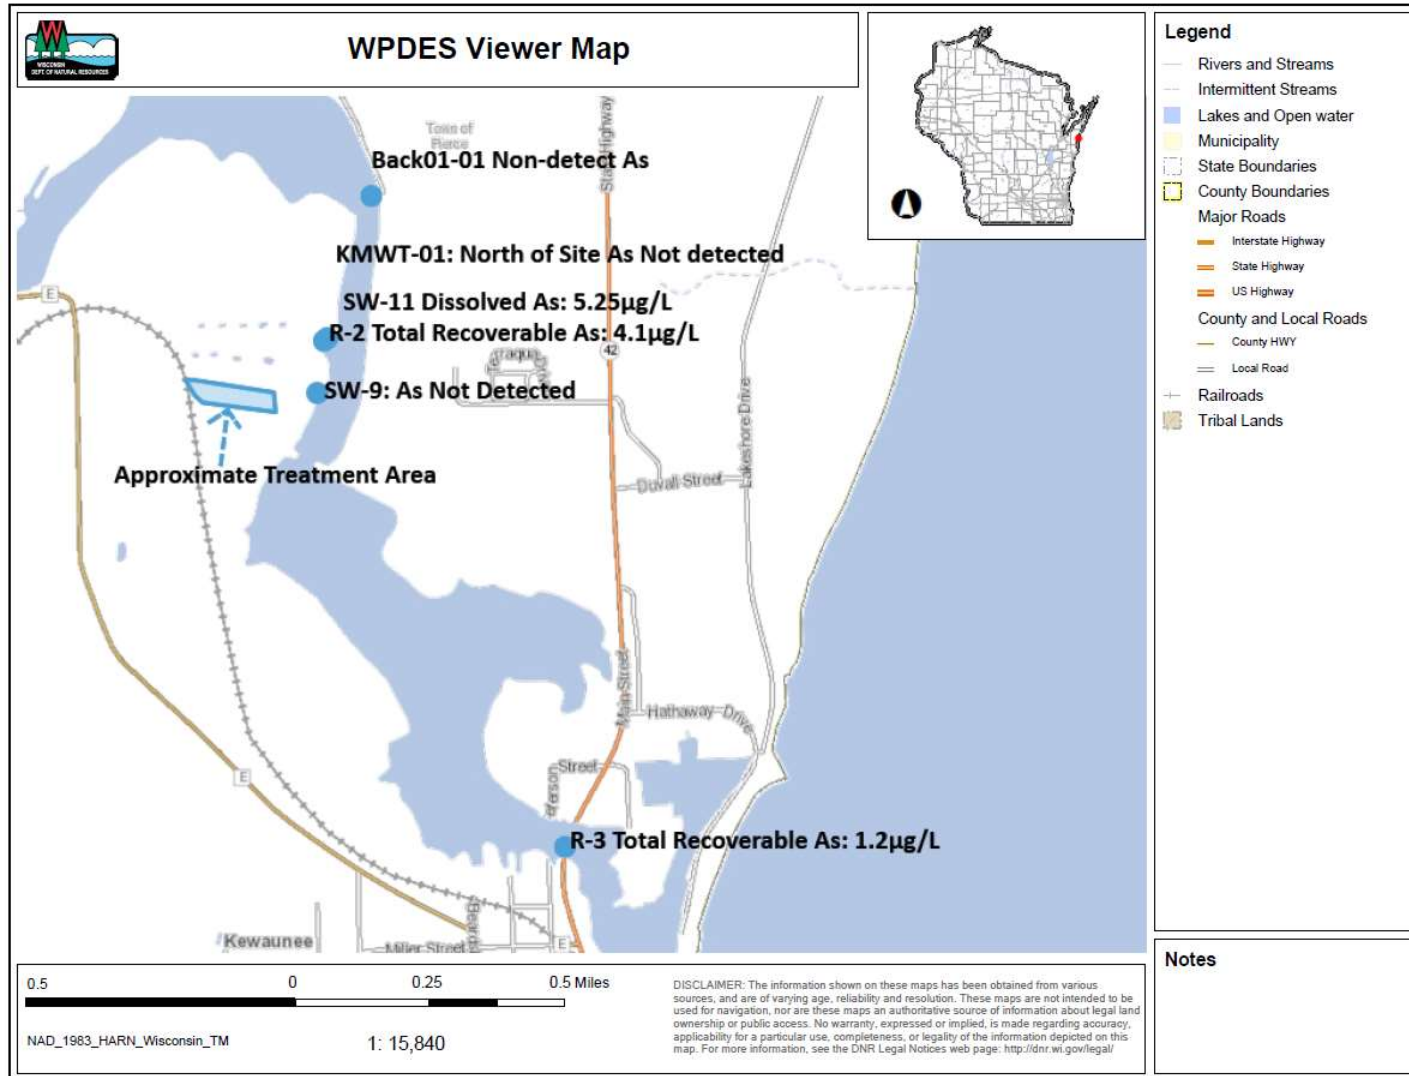 WISCONSIN
DEPT. OF NATURAL RESOURCES
WPDES Viewer Map
Town of
Pierce
Back01-01 Non-detect As
State Highway
KMWT-01: North of Site As Not detected
SW-11 Dissolved As: 5.25µg/L
R-2 Total Recoverable As: 4.1µg/L
E
42
SW-9: As Not Detected
Lakeshore Drive
Approximate Treatment Area
Duvall Street
Main Street
Hathaway Drive
Street
E
R-3 Total Recoverable As: 1.2µg/L
Kewaunee
Miller Street
E
Legend
Rivers and Streams
Intermittent Streams
Lakes and Open water
Municipality
State Boundaries
County Boundaries
Major Roads
Interstate Highway
State Highway
US Highway
County and Local Roads
County HWY
Local Road
Railroads
Tribal Lands
Notes
0.5 0 0.25 0.5 Miles
NAD_1983_HARN_Wisconsin_TM
1: 15,840
DISCLAIMER: The information shown on these maps has been obtained from various
sources, and are of varying age, reliability and resolution. These maps are not intended to be
used for navigation, nor are these maps an authoritative source of information about legal land
ownership or public access. No warranty, expressed or implied, is made regarding accuracy,
applicability for a particular use, completeness, or legality of the information depicted on this
map. For more information, see the DNR Legal Notices web page: http://dnr.wi.gov/legal/